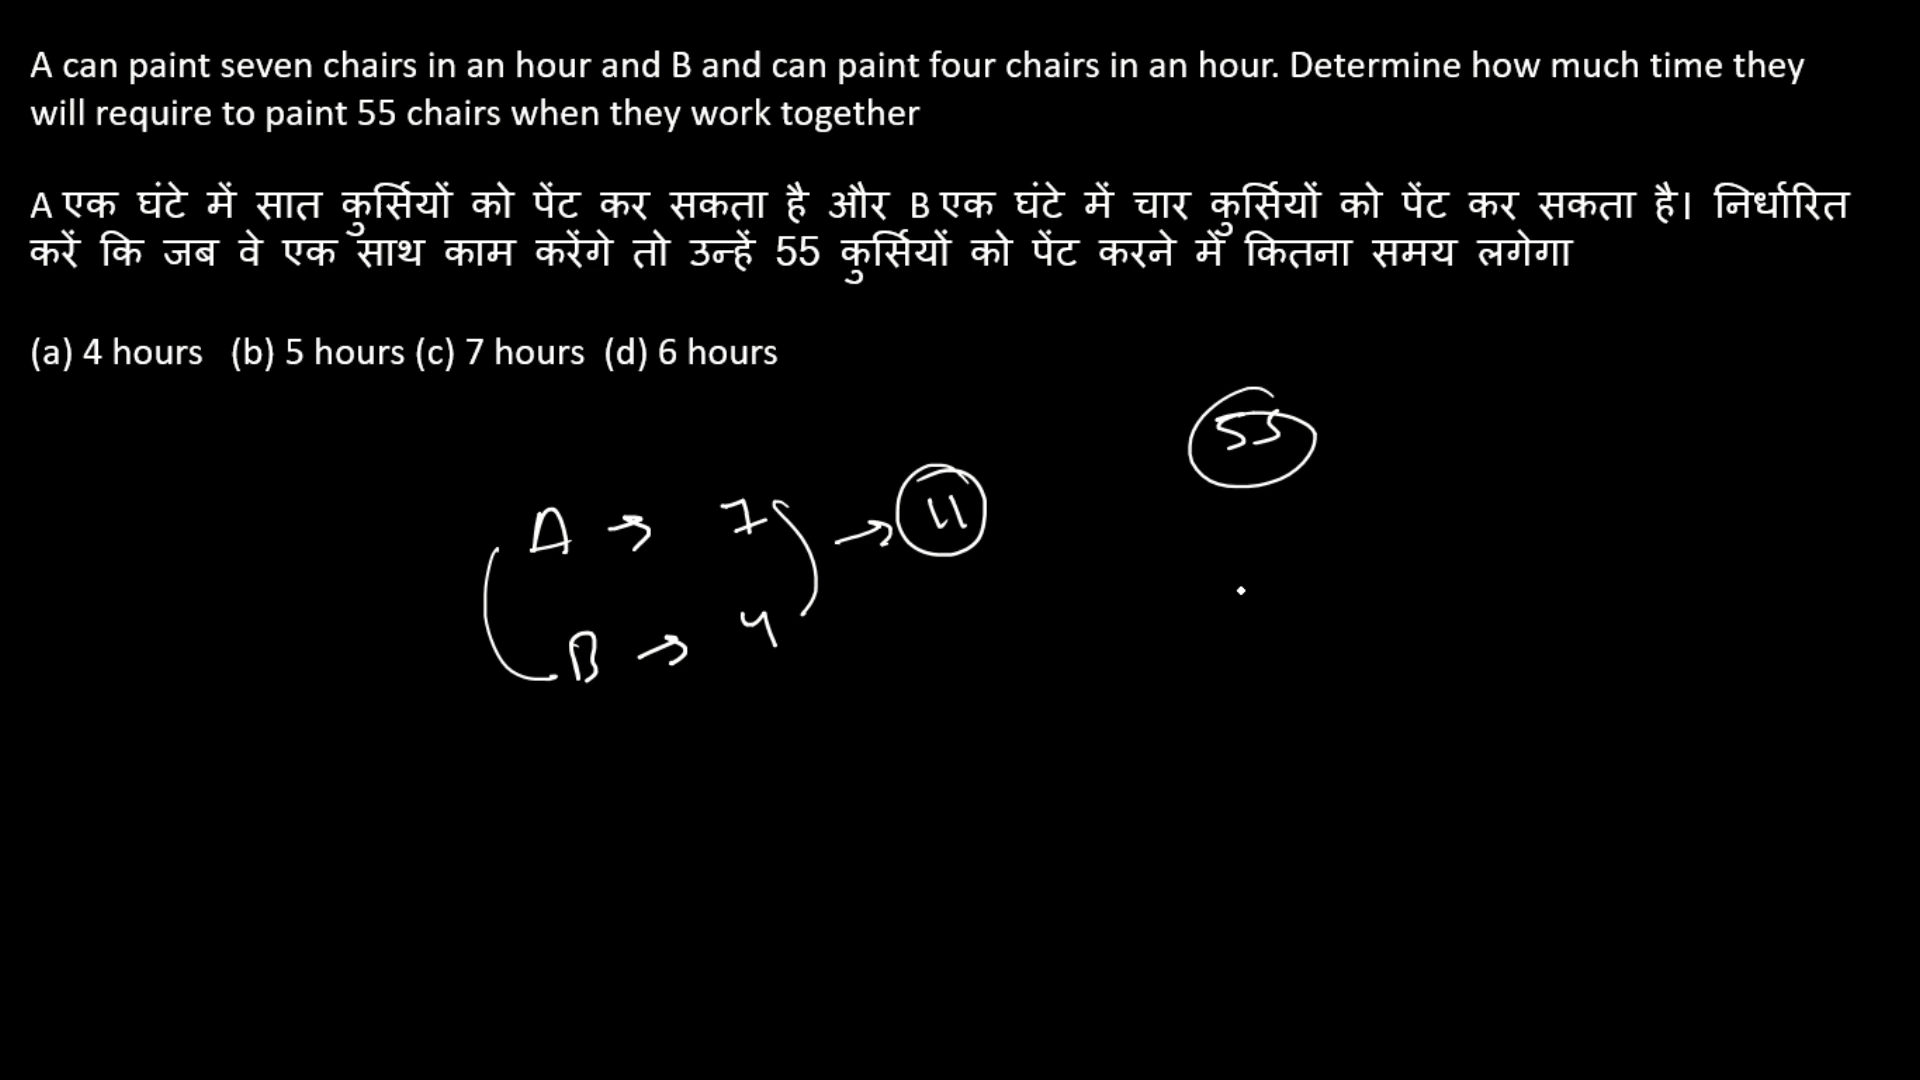 A can paint seven chairs in an hour and B and can paint four chairs in an hour. Determine how much time they
will require to paint 55 chairs when they work together
A एक घंटे में सात कुर्सियों को पेंट कर सकता है और B एक घंटे में चार कुर्सियों को पेंट कर सकता है। निर्धारित
करें कि जब वे एक साथ काम करेंगे तो उन्हें 55 कुर्सियों को पेंट करने में कितना समय लगेगा
(a) 4 hours (b) 5 hours (c) 7 hours (d) 6 hours
55
A → 7 → 11
B → 4